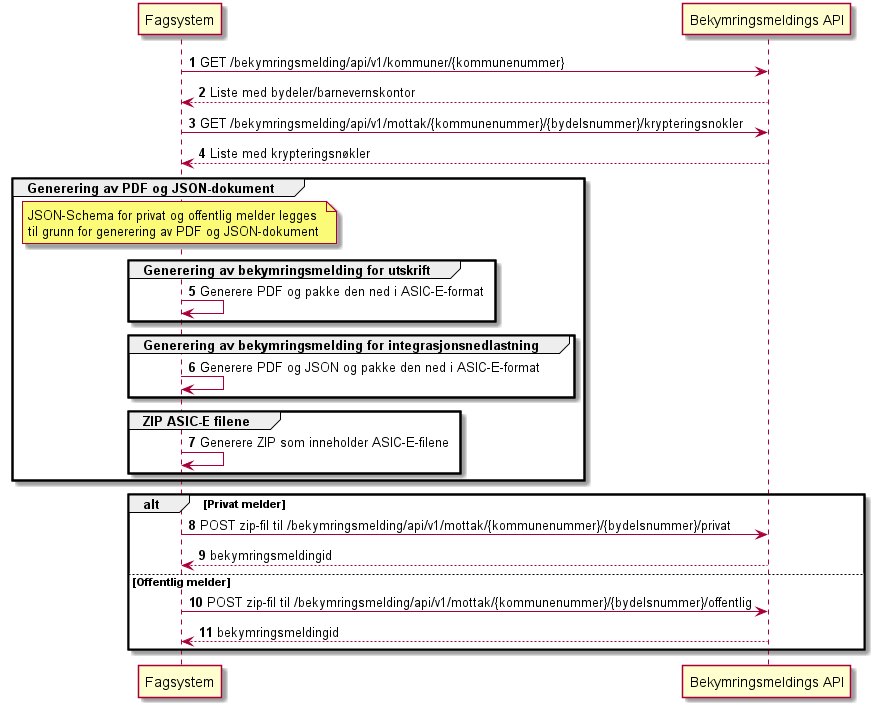 Fagsystem
Bekymringsmeldings API
1 GET /bekymringsmelding/api/v1/kommuner/{kommunenummer}
2 Liste med bydeler/barnevernskontor
3 GET /bekymringsmelding/api/v1/mottak/{kommunenummer}/{bydelsnummer}/krypteringsnokler
4 Liste med krypteringsnøkler
Generering av PDF og JSON-dokument
JSON-Schema for privat og offentlig melder legges
til grunn for generering av PDF og JSON-dokument
Generering av bekymringsmelding for utskrift
5 Generere PDF og pakke den ned i ASIC-E-format
Generering av bekymringsmelding for integrasjonsnedlastning
6 Generere PDF og JSON og pakke den ned i ASIC-E-format
ZIP ASIC-E filene
7 Generere ZIP som inneholder ASIC-E-filene
alt [Privat melder]
8 POST zip-fil til /bekymringsmelding/api/v1/mottak/{kommunenummer}/{bydelsnummer}/privat
9 bekymringsmeldingid
[Offentlig melder]
10 POST zip-fil til /bekymringsmelding/api/v1/mottak/{kommunenummer}/{bydelsnummer}/offentlig
11 bekymringsmeldingid
Fagsystem
Bekymringsmeldings API